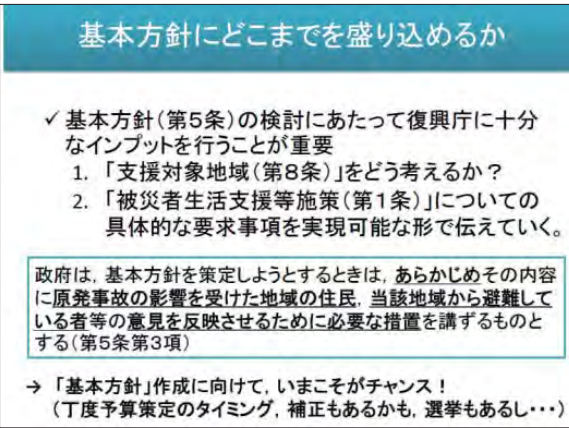 基本方針にどこまでを盛り込めるか
✓ 基本方針(第5条)の検討にあたって復興庁に十分
なインプットを行うことが重要
1. 「支援対象地域(第8条)」をどう考えるか?
2. 「被災者生活支援等施策(第1条)」についての
具体的な要求事項を実現可能な形で伝えていく。
政府は,基本方針を策定しようとするときは,あらかじめその内容
に原発事故の影響を受けた地域の住民,当該地域から避難して
いる者等の意見を反映させるために必要な措置を講ずるものと
する(第5条第3項)
→ 「基本方針」作成に向けて,いまこそがチャンス!
(丁度予算策定のタイミング,補正もあるかも,選挙もあるし・・・)